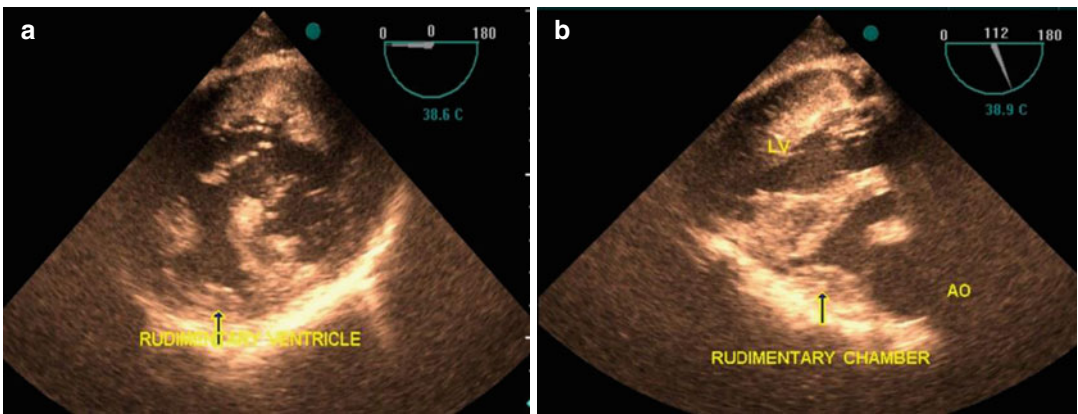 a
0 0 180
38.6 C
RUDIMENTARY VENTRICLE
b
0 112 180
38.9 C
LV
AO
RUDIMENTARY CHAMBER